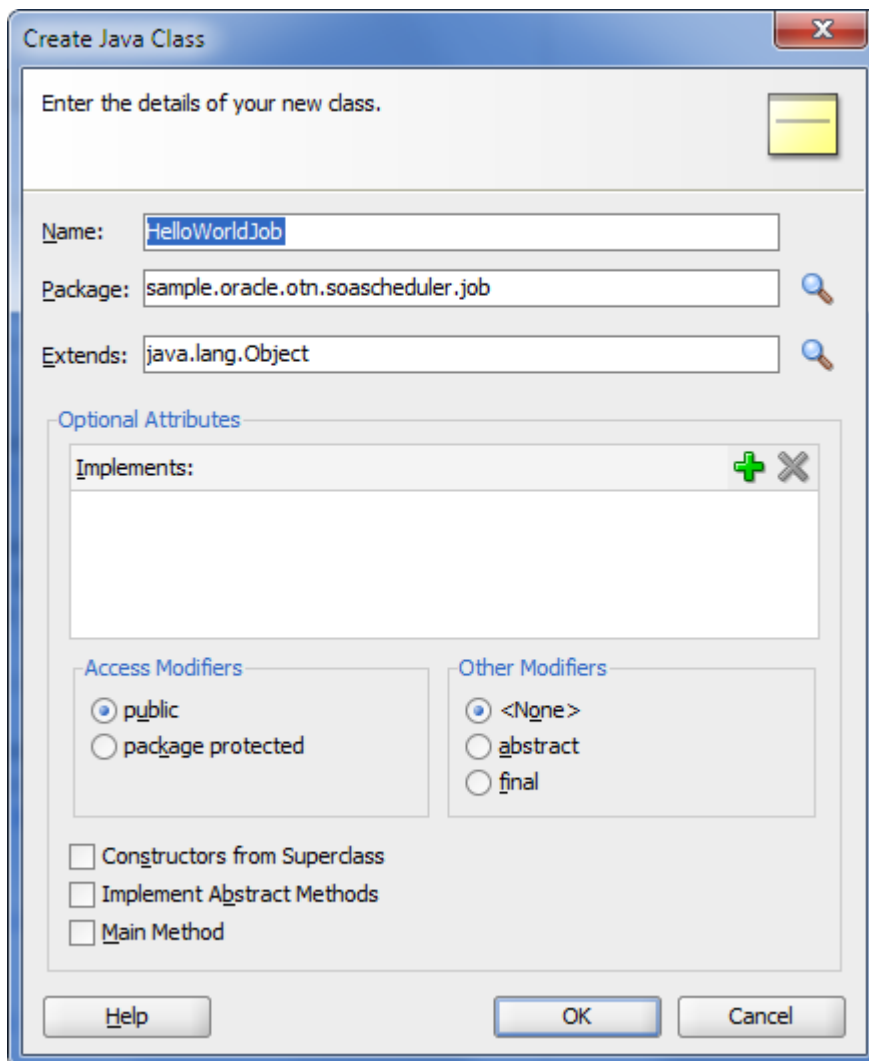 Create Java Class
Enter the details of your new class.
Name: HelloWorldJob
Package: sample.oracle.otn.soascheduler.job
Extends: java.lang.Object
Optional Attributes
Implements:
Access Modifiers Other Modifiers
public <None>
package protected abstract
final
Constructors from Superclass
Implement Abstract Methods
Main Method
Help OK Cancel